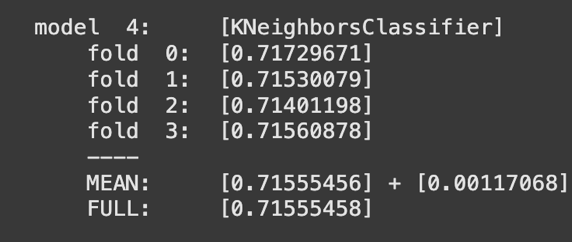 model 4: [KNeighborsClassifier]
fold 0: [0.71729671]
fold 1: [0.71530079]
fold 2: [0.71401198]
fold 3: [0.71560878]
----
MEAN: [0.71555456] + [0.00117068]
FULL: [0.71555458]